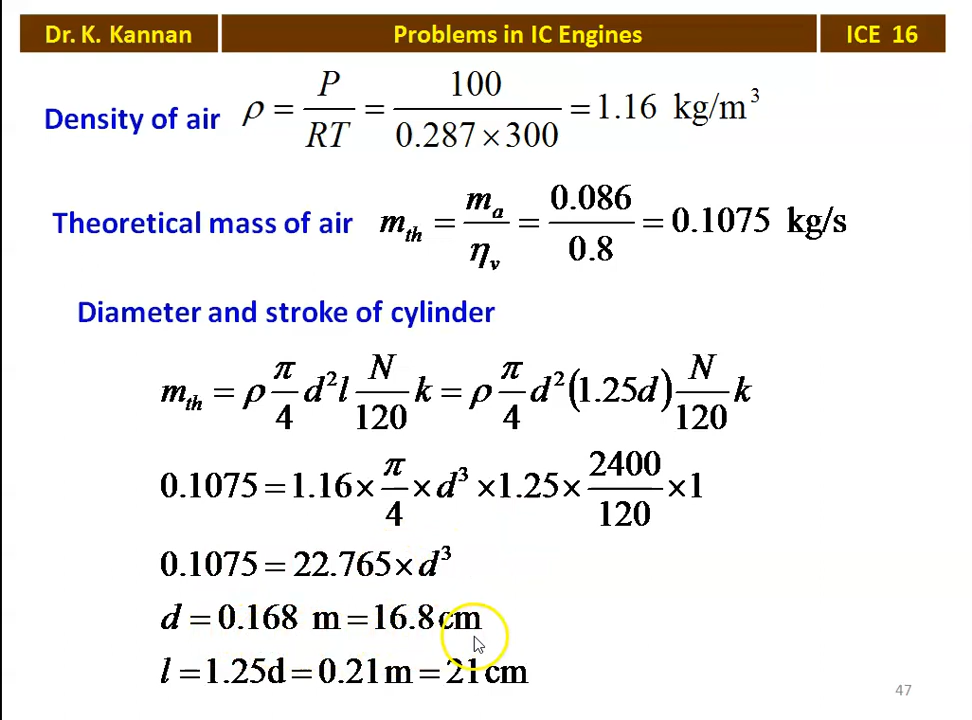 Dr. K. Kannan Problems in IC Engines ICE 16
Density of air ρ = P/RT = 100/(0.287 × 300) = 1.16 kg/m³
Theoretical mass of air m_th = m_a/η_v = 0.086/0.8 = 0.1075 kg/s
Diameter and stroke of cylinder
m_th = ρ π/4 d² l N/120 k = ρ π/4 d² (1.25d) N/120 k
0.1075 = 1.16 × π/4 × d³ × 1.25 × 2400/120 × 1
0.1075 = 22.765 × d³
d = 0.168 m = 16.8 cm
l = 1.25d = 0.21 m = 21 cm
47